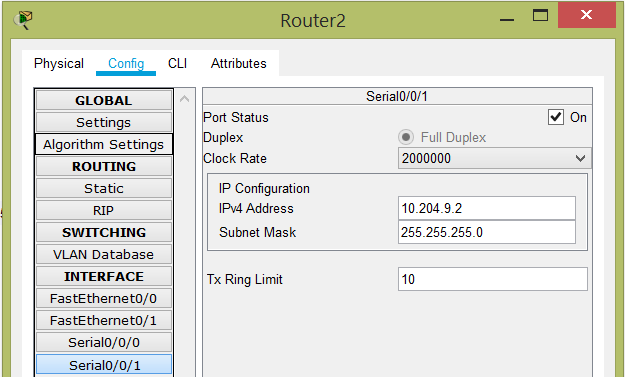 Router2
Physical Config CLI Attributes
GLOBAL
Settings
Algorithm Settings
ROUTING
Static
RIP
SWITCHING
VLAN Database
INTERFACE
FastEthernet0/0
FastEthernet0/1
Serial0/0/0
Serial0/0/1
Serial0/0/1
Port Status On
Duplex Full Duplex
Clock Rate 2000000
IP Configuration
IPv4 Address 10.204.9.2
Subnet Mask 255.255.255.0
Tx Ring Limit 10